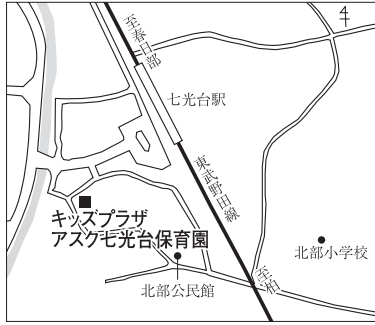 至春日部
七光台駅
東武野田線
キッズプラザ
アスク七光台保育園
北部小学校
至柏
北部公民館